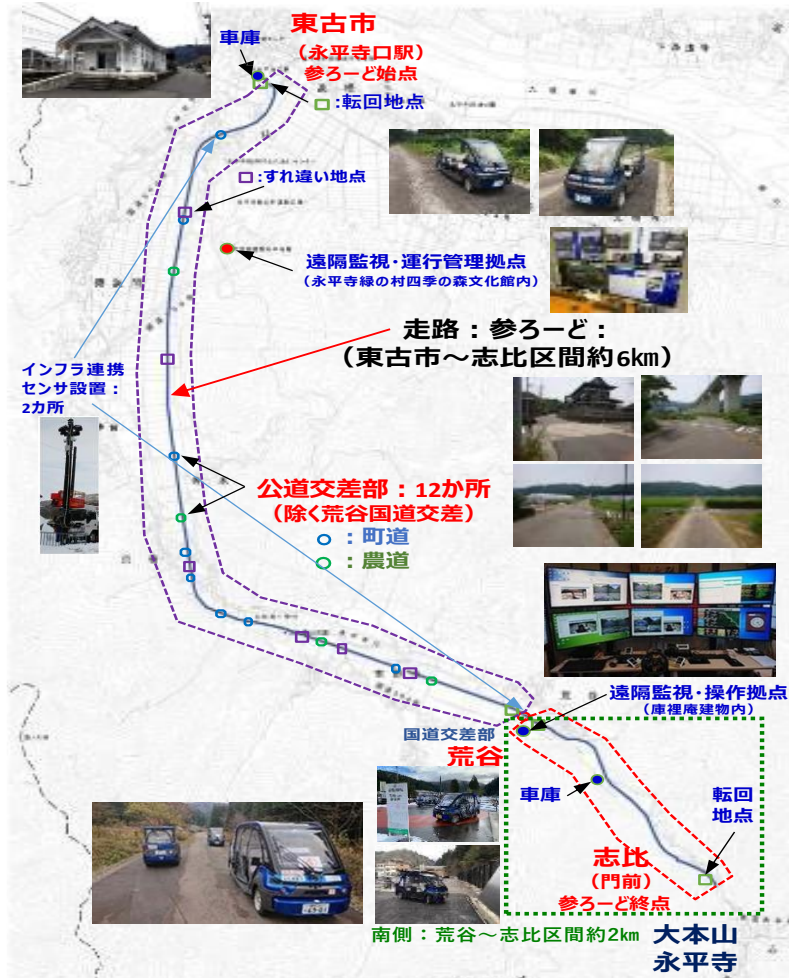 東古市
（永平寺口駅）
参ろーど始点
車庫
：転回地点
：すれ違い地点
遠隔監視・運行管理拠点
（永平寺緑の村四季の森文化館内）
走路：参ろーど：
（東古市～志比区間約6km）
インフラ連携
センサ設置：
2カ所
公道交差部：12か所
（除く荒谷国道交差）
：町道
：農道
遠隔監視・操作拠点
（庫裡庵建物内）
国道交差部
荒谷
車庫
転回
地点
志比
（門前）
参ろーど終点
南側：荒谷～志比区間約2km
大本山
永平寺